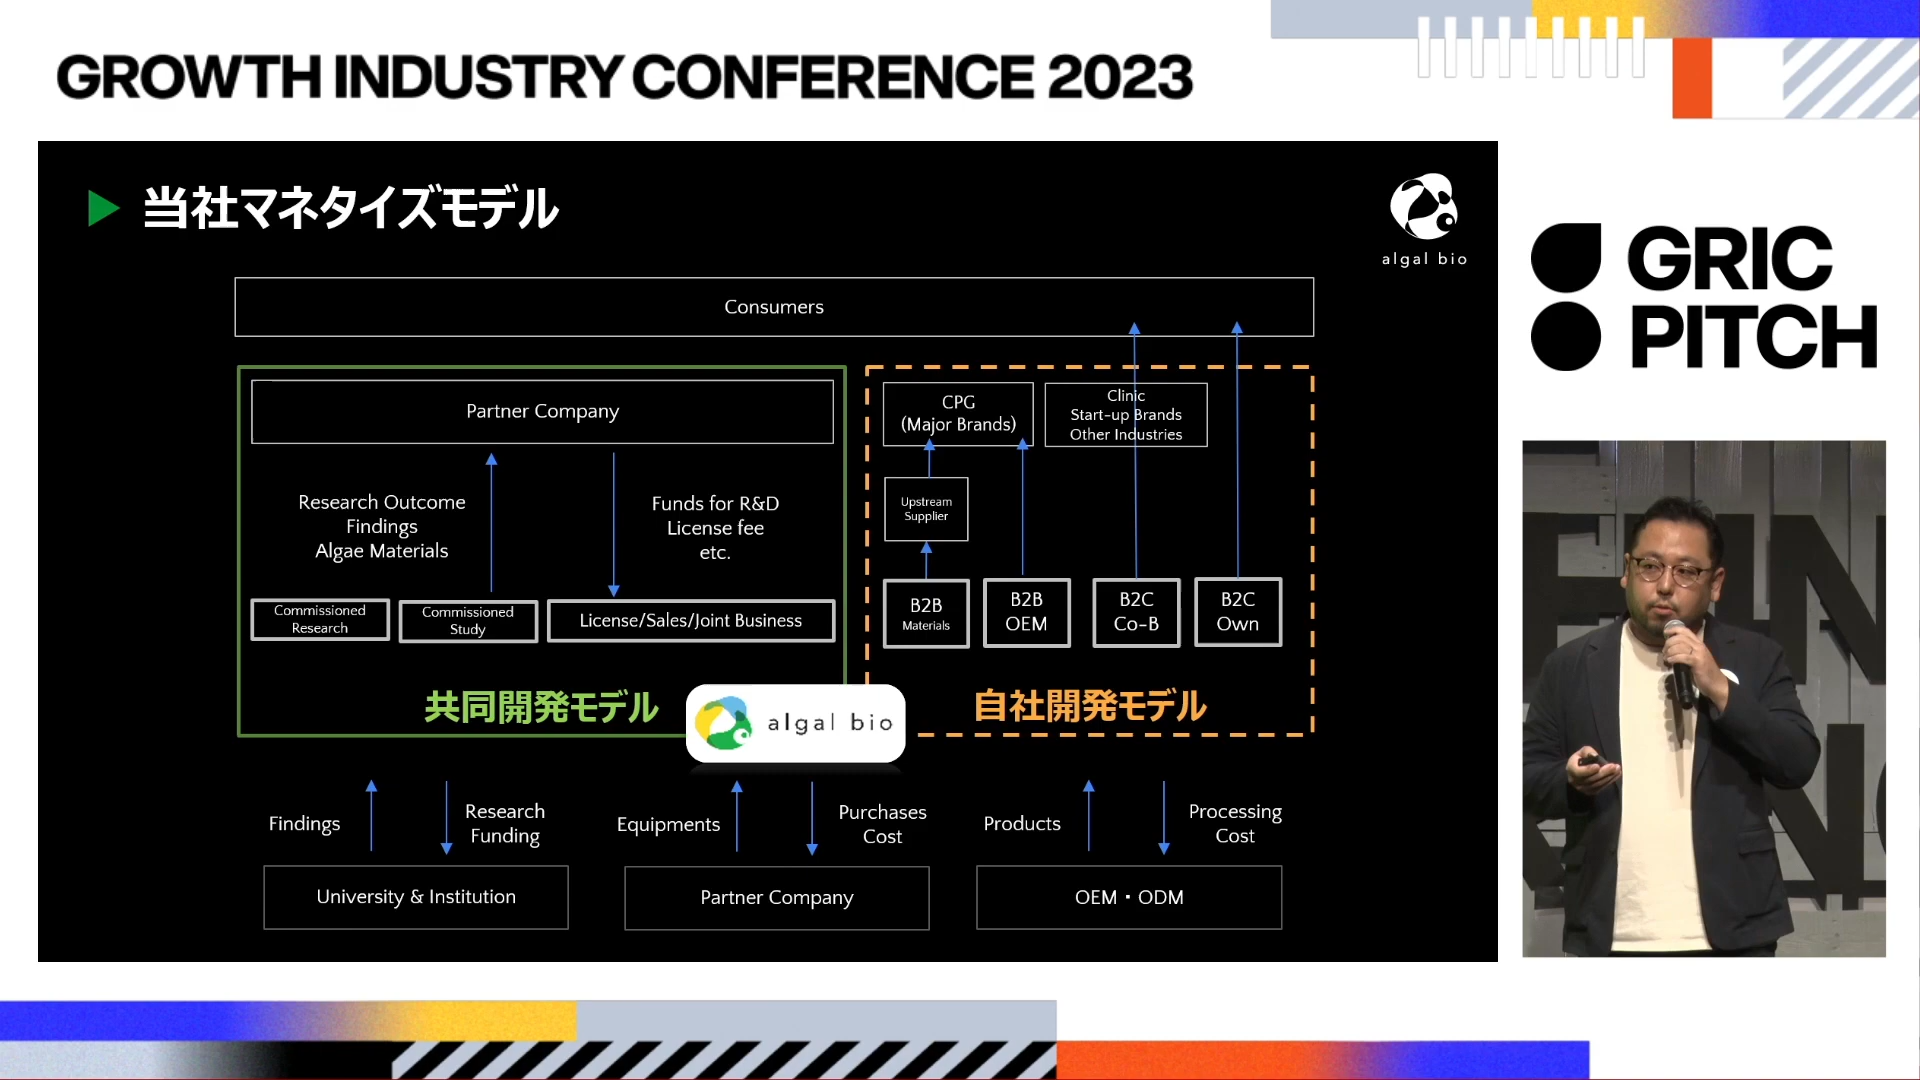 GROWTH INDUSTRY CONFERENCE 2023
当社マネタイズモデル
algal bio
GRIC
PITCH
Consumers
Partner Company
CPG
(Major Brands)
Clinic
Start-up Brands
Other Industries
Research Outcome
Findings
Algae Materials
Funds for R&D
License fee
etc.
Upstream
Supplier
Commissioned
Research
Commissioned
Study
License/Sales/Joint Business
B2B
Materials
B2B
OEM
B2C
Co-B
B2C
Own
共同開発モデル
algal bio
自社開発モデル
Findings
Research
Funding
Equipments
Purchases
Cost
Products
Processing
Cost
University & Institution
Partner Company
OEM・ODM